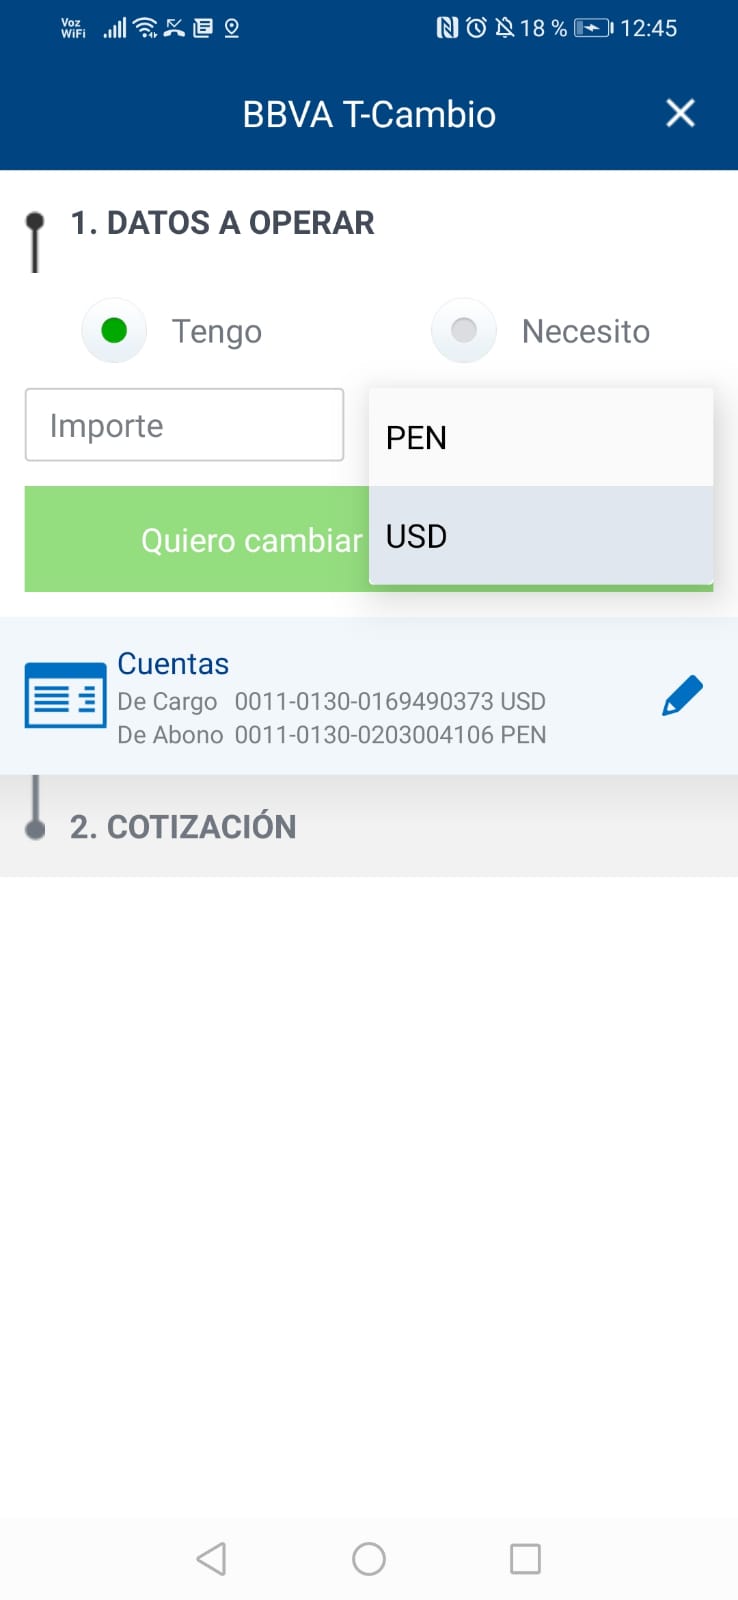 Voz
WiFi
18 %
12:45
BBVA T-Cambio
1. DATOS A OPERAR
Tengo
Necesito
Importe
PEN
Quiero cambiar
USD
Cuentas
De Cargo 0011-0130-0169490373 USD
De Abono 0011-0130-0203004106 PEN
2. COTIZACIÓN